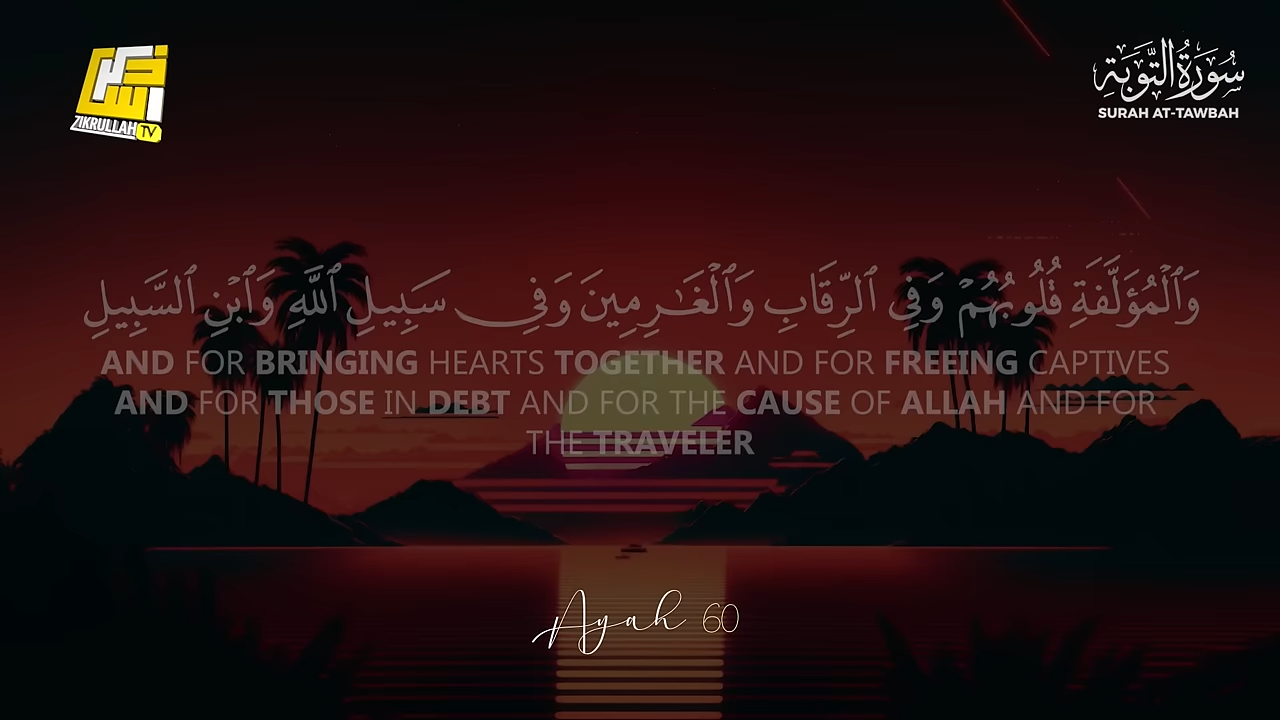 ذكر الله
ZIKRULLAH TV
سُورَةُ التَّوْبَةِ
SURAH AT-TAWBAH
وَٱلْمُؤَلَّفَةِ قُلُوبُهُمْ وَفِى ٱلرِّقَابِ وَٱلْغَـٰرِمِينَ وَفِى سَبِيلِ ٱللَّهِ وَٱبْنِ ٱلسَّبِيلِ
AND FOR BRINGING HEARTS TOGETHER AND FOR FREEING CAPTIVES
AND FOR THOSE IN DEBT AND FOR THE CAUSE OF ALLAH AND FOR
THE TRAVELER
Ayah 60